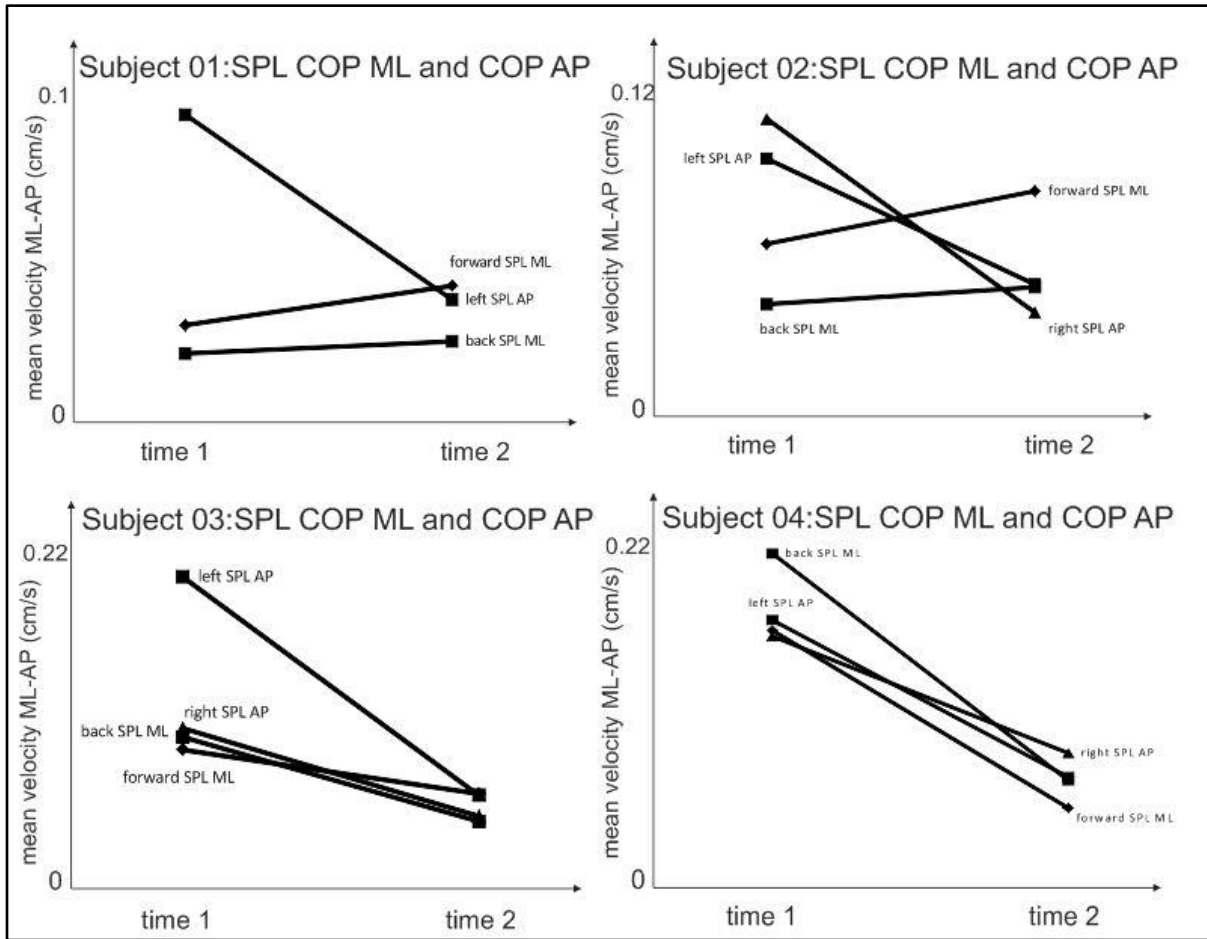 Subject 01:SPL COP ML and COP AP
mean velocity ML-AP (cm/s)
0.1
0
forward SPL ML
left SPL AP
back SPL ML
time 1
time 2
Subject 02:SPL COP ML and COP AP
mean velocity ML-AP (cm/s)
0.12
0
left SPL AP
forward SPL ML
back SPL ML
right SPL AP
time 1
time 2
Subject 03:SPL COP ML and COP AP
mean velocity ML-AP (cm/s)
0.22
0
left SPL AP
right SPL AP
back SPL ML
forward SPL ML
time 1
time 2
Subject 04:SPL COP ML and COP AP
mean velocity ML-AP (cm/s)
0.22
0
back SPL ML
left SPL AP
right SPL AP
forward SPL ML
time 1
time 2